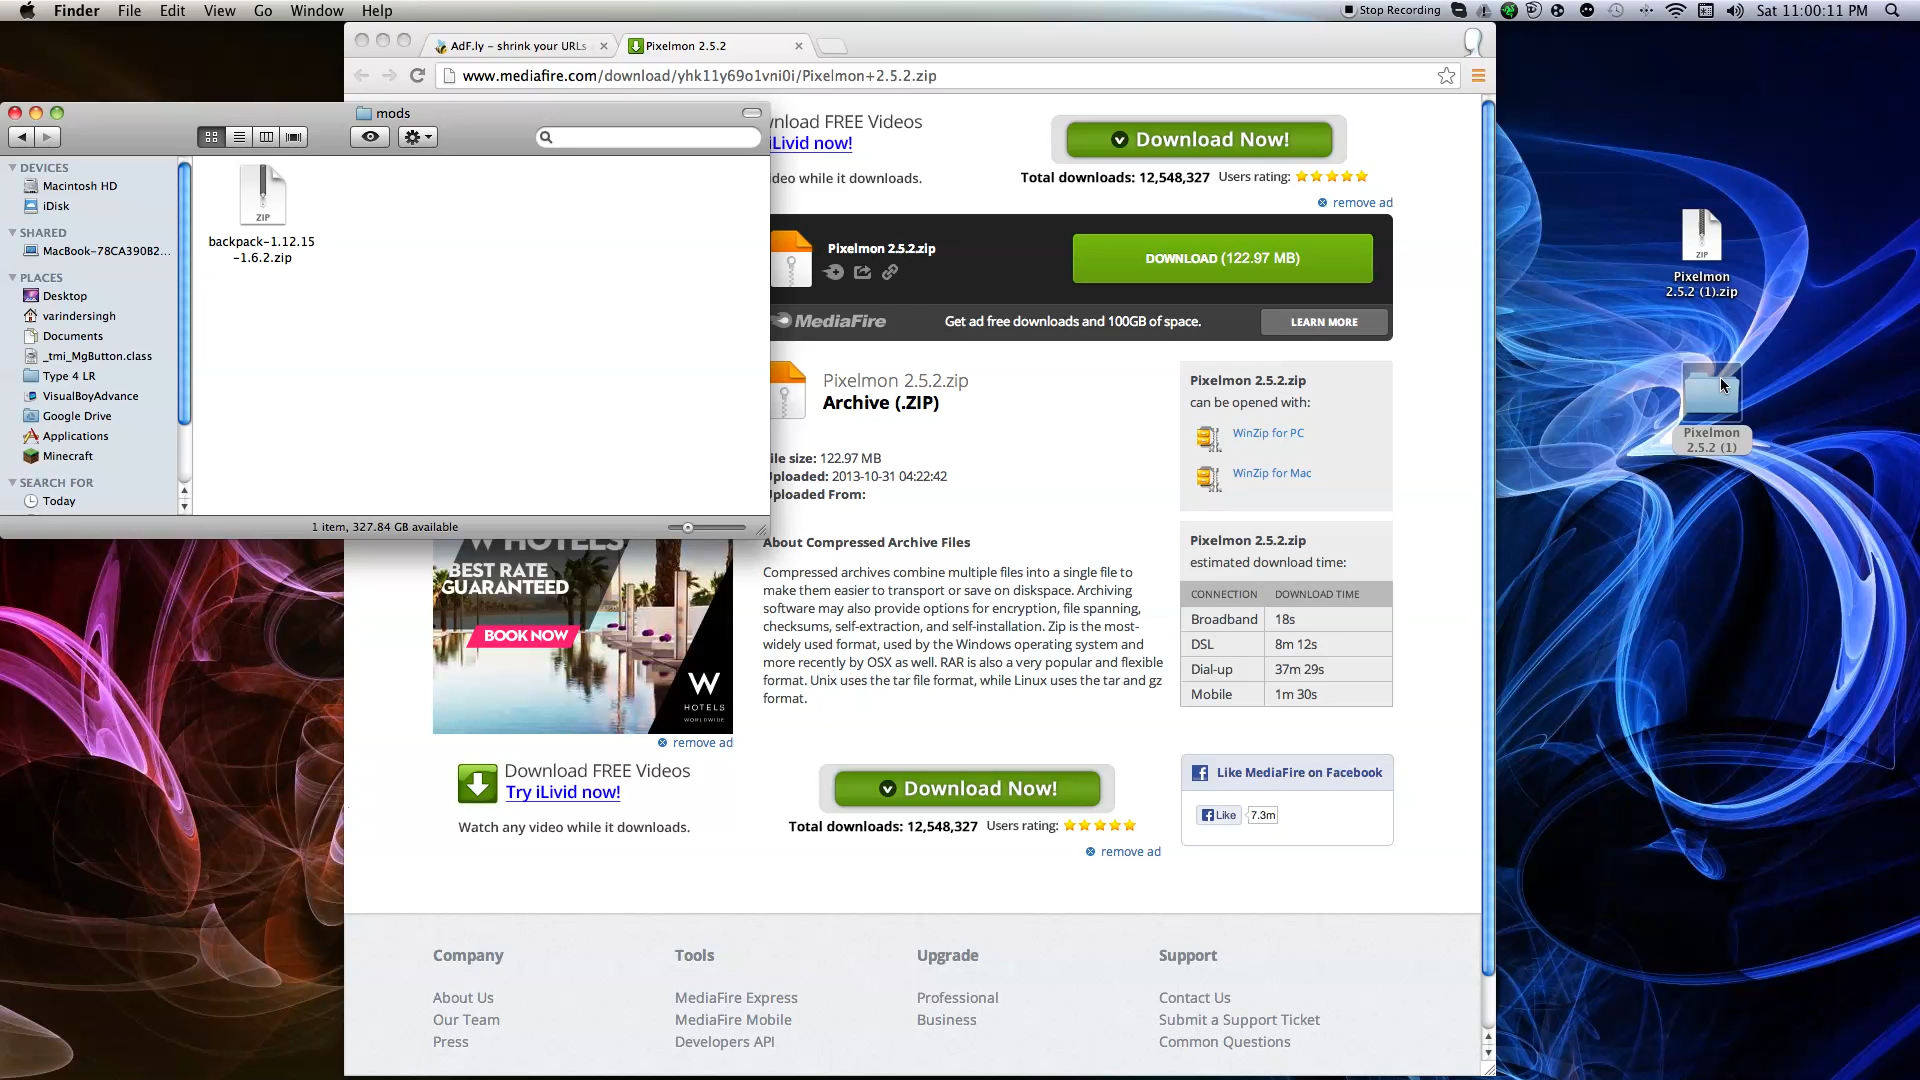 Finder File Edit View Go Window Help
Stop Recording
Sat 11:00:11 PM
AdF.ly – shrink your URLs
Pixelmon 2.5.2
www.mediafire.com/download/yhk11y69o1vni0i/Pixelmon+2.5.2.zip
mods
DEVICES
Macintosh HD
iDisk
SHARED
MacBook-78CA390B2...
PLACES
Desktop
varindersingh
Documents
_tmi_MgButton.class
Type 4 LR
VisualBoyAdvance
Google Drive
Applications
Minecraft
SEARCH FOR
Today
ZIP
backpack-1.12.15
-1.6.2.zip
1 item, 327.84 GB available
nload FREE Videos
iLivid now!
deo while it downloads.
Download Now!
Total downloads: 12,548,327 Users rating:
remove ad
Pixelmon 2.5.2.zip
DOWNLOAD (122.97 MB)
MediaFire
Get ad free downloads and 100GB of space.
LEARN MORE
Pixelmon 2.5.2.zip
Archive (.ZIP)
ile size: 122.97 MB
ploaded: 2013-10-31 04:22:42
ploaded From:
Pixelmon 2.5.2.zip
can be opened with:
WinZip for PC
WinZip for Mac
Pixelmon 2.5.2.zip
estimated download time:
CONNECTION DOWNLOAD TIME
Broadband 18s
DSL 8m 12s
Dial-up 37m 29s
Mobile 1m 30s
About Compressed Archive Files
Compressed archives combine multiple files into a single file to
make them easier to transport or save on diskspace. Archiving
software may also provide options for encryption, file spanning,
checksums, self-extraction, and self-installation. Zip is the most-
widely used format, used by the Windows operating system and
more recently by OSX as well. RAR is also a very popular and flexible
format. Unix uses the tar file format, while Linux uses the tar and gz
format.
W HOTELS
BEST RATE
GUARANTEED
BOOK NOW
W
HOTELS
WORLDWIDE
remove ad
Download FREE Videos
Try iLivid now!
Watch any video while it downloads.
Download Now!
Total downloads: 12,548,327 Users rating:
remove ad
Like MediaFire on Facebook
Like 7.3m
Company
About Us
Our Team
Press
Tools
MediaFire Express
MediaFire Mobile
Developers API
Upgrade
Professional
Business
Support
Contact Us
Submit a Support Ticket
Common Questions
ZIP
Pixelmon
2.5.2 (1).zip
Pixelmon
2.5.2 (1)